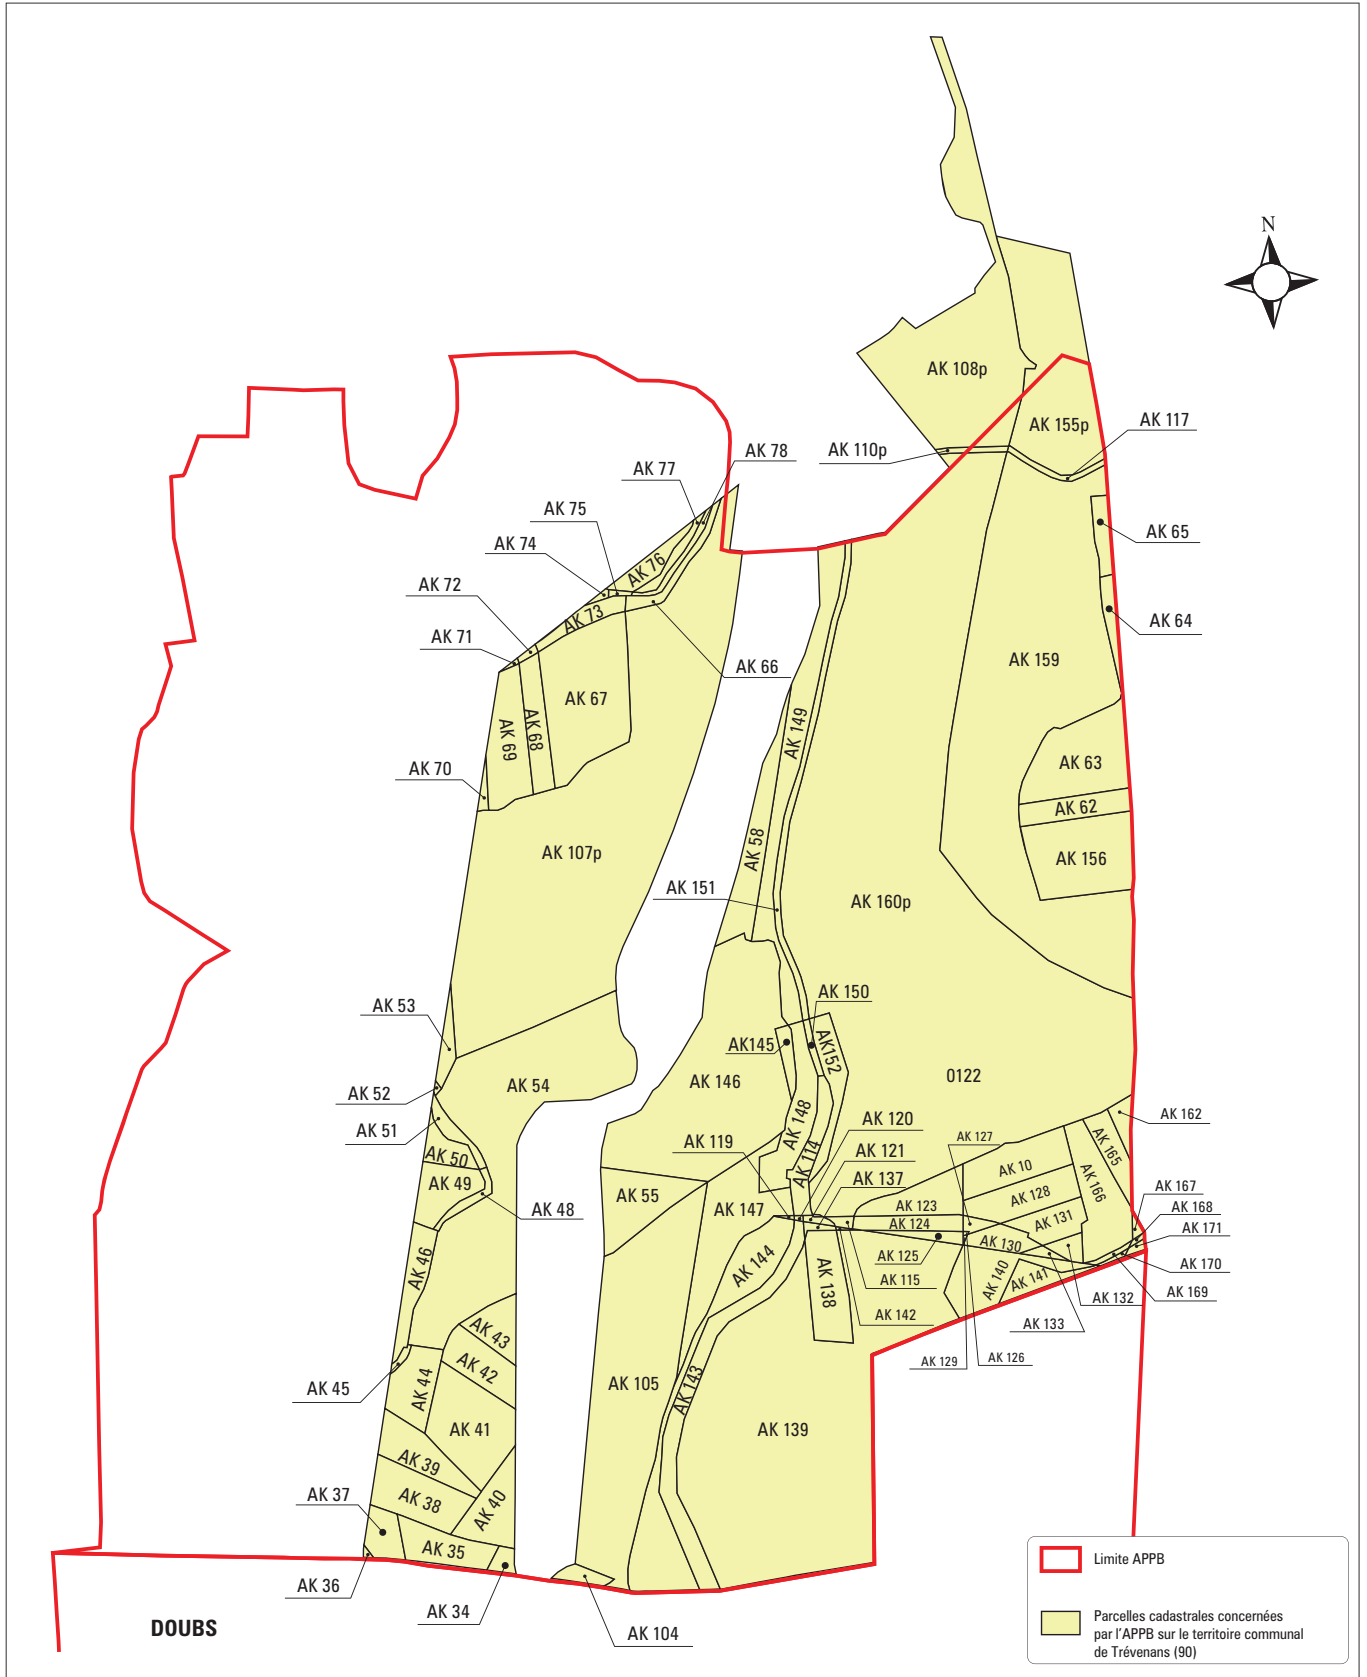 N
AK 108p
AK 155p
AK 117
AK 110p
AK 78
AK 77
AK 75
AK 65
AK 74
AK 76
AK 72
AK 73
AK 64
AK 71
AK 66
AK 159
AK 67
AK 68
AK 69
AK 149
AK 70
AK 63
AK 62
AK 58
AK 107p
AK 156
AK 151
AK 160p
AK 53
AK 150
AK145
AK152
AK 52
AK 54
AK 146
0122
AK 51
AK 148
AK 162
AK 119
AK 120
AK 127
AK 165
AK 50
AK 114
AK 121
AK 10
AK 166
AK 49
AK 137
AK 128
AK 55
AK 48
AK 147
AK 123
AK 131
AK 167
AK 168
AK 124
AK 130
AK 171
AK 46
AK 144
AK 125
AK 170
AK 138
AK 115
AK 140
AK 141
AK 132
AK 169
AK 142
AK 133
AK 43
AK 129
AK 126
AK 42
AK 45
AK 44
AK 105
AK 143
AK 41
AK 139
AK 39
AK 37
AK 38
AK 40
AK 35
AK 36
AK 34
AK 104
DOUBS
Limite APPB
Parcelles cadastrales concernées
par l'APPB sur le territoire communal
de Trévenans (90)